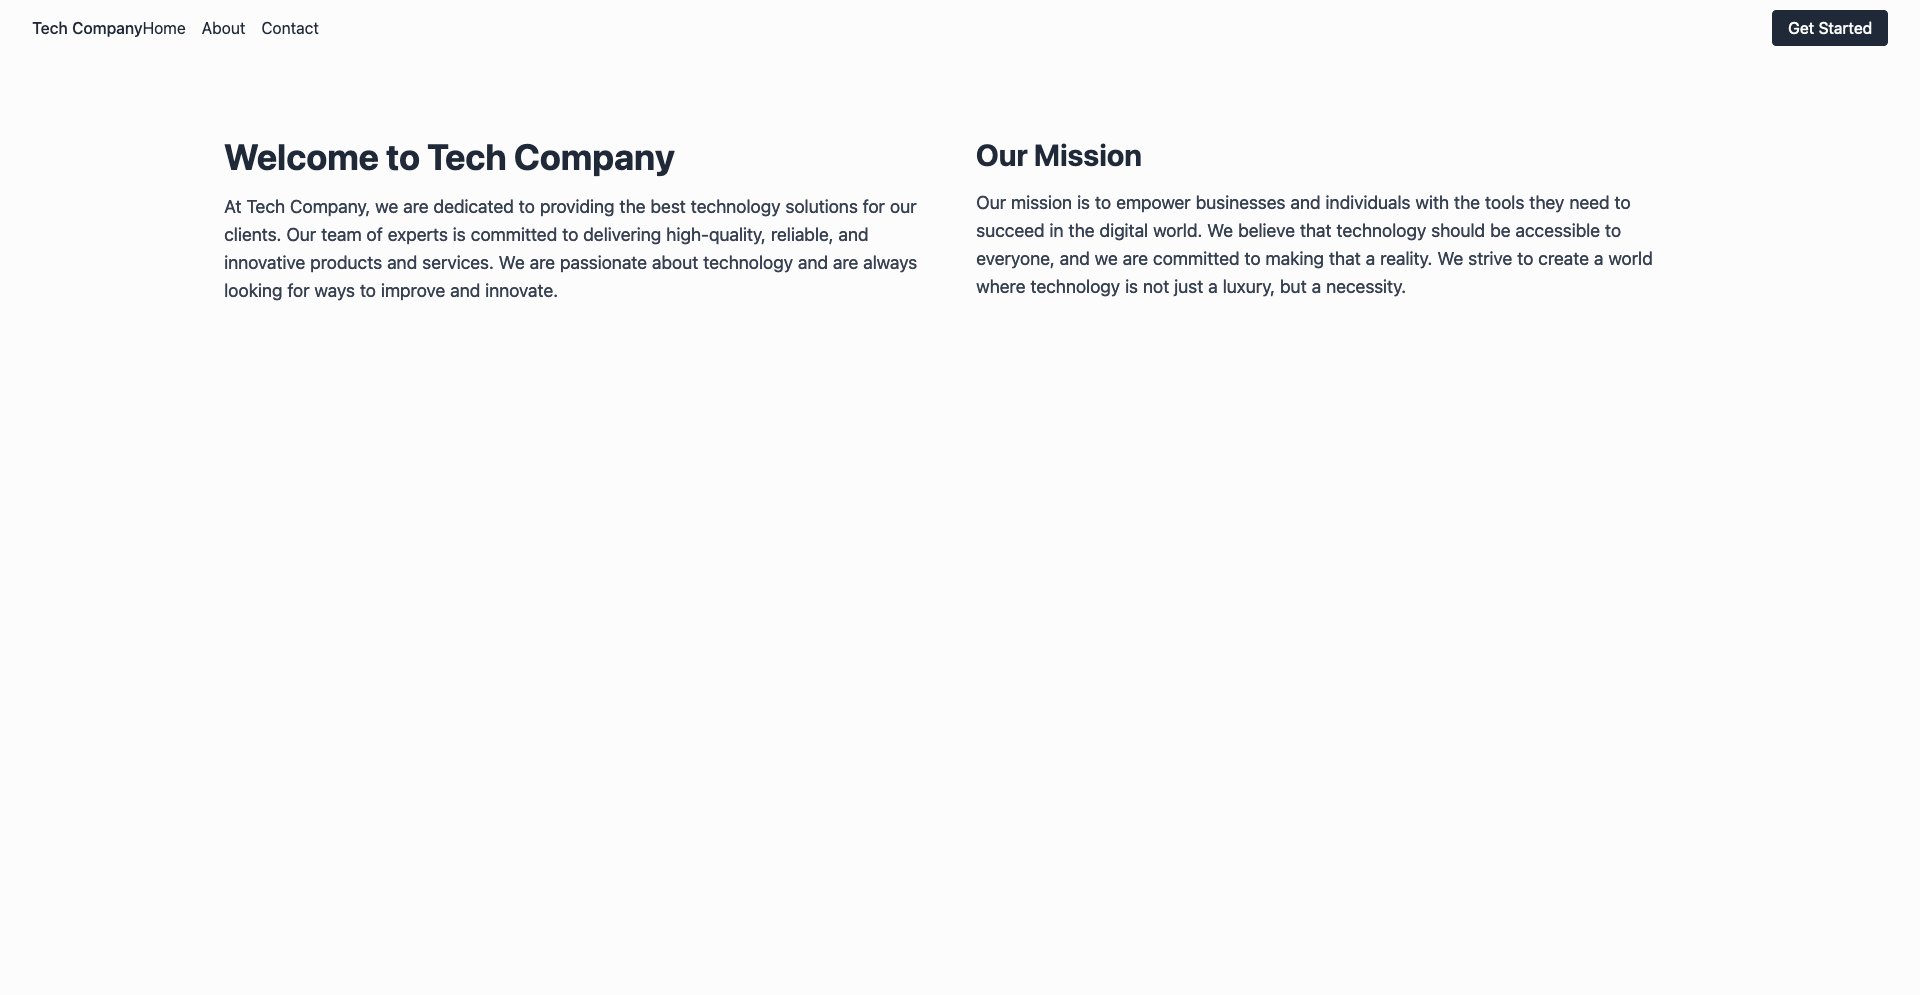 Tech Company
Home
About
Contact
Get Started
Welcome to Tech Company
At Tech Company, we are dedicated to providing the best technology solutions for our
clients. Our team of experts is committed to delivering high-quality, reliable, and
innovative products and services. We are passionate about technology and are always
looking for ways to improve and innovate.
Our Mission
Our mission is to empower businesses and individuals with the tools they need to
succeed in the digital world. We believe that technology should be accessible to
everyone, and we are committed to making that a reality. We strive to create a world
where technology is not just a luxury, but a necessity.